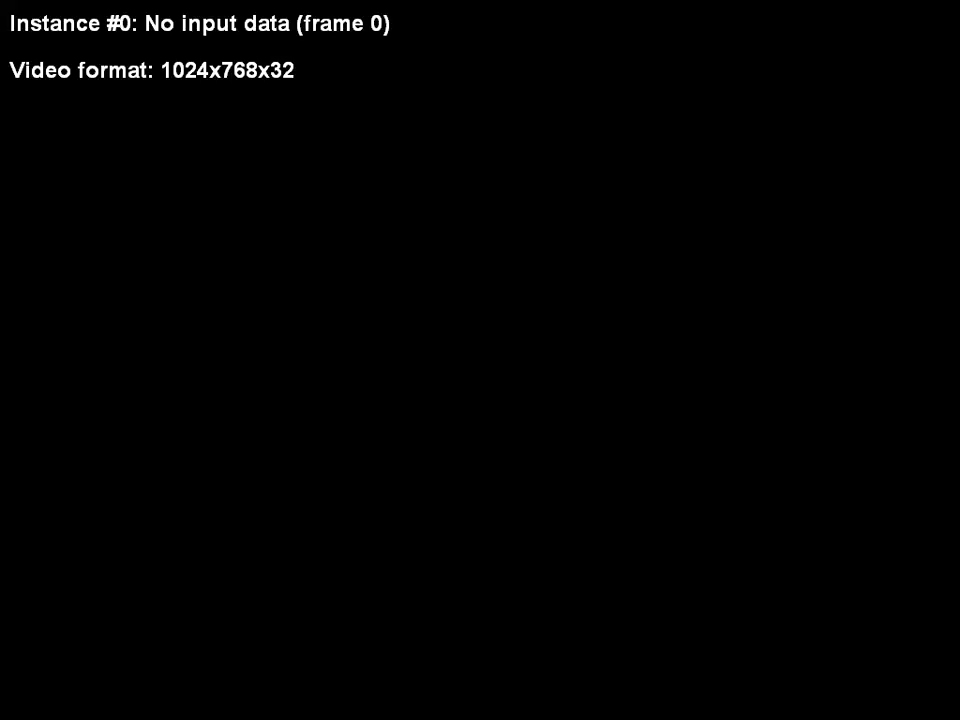 Instance #0: No input data (frame 0)
Video format: 1024x768x32